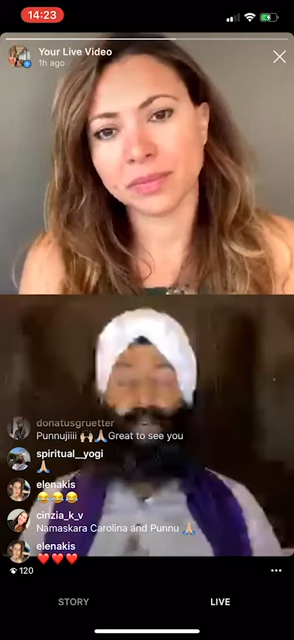 14:23
Your Live Video
1h ago
donatusgruetter
Punnujiiii 🙌🏼🙏Great to see you
spiritual__yogi
🙏🏼
elenakis
😂😂😂
cinzia_k_v
Namaskara Carolina and Punnu 🙏🏼
elenakis
❤️❤️❤️
120
STORY LIVE